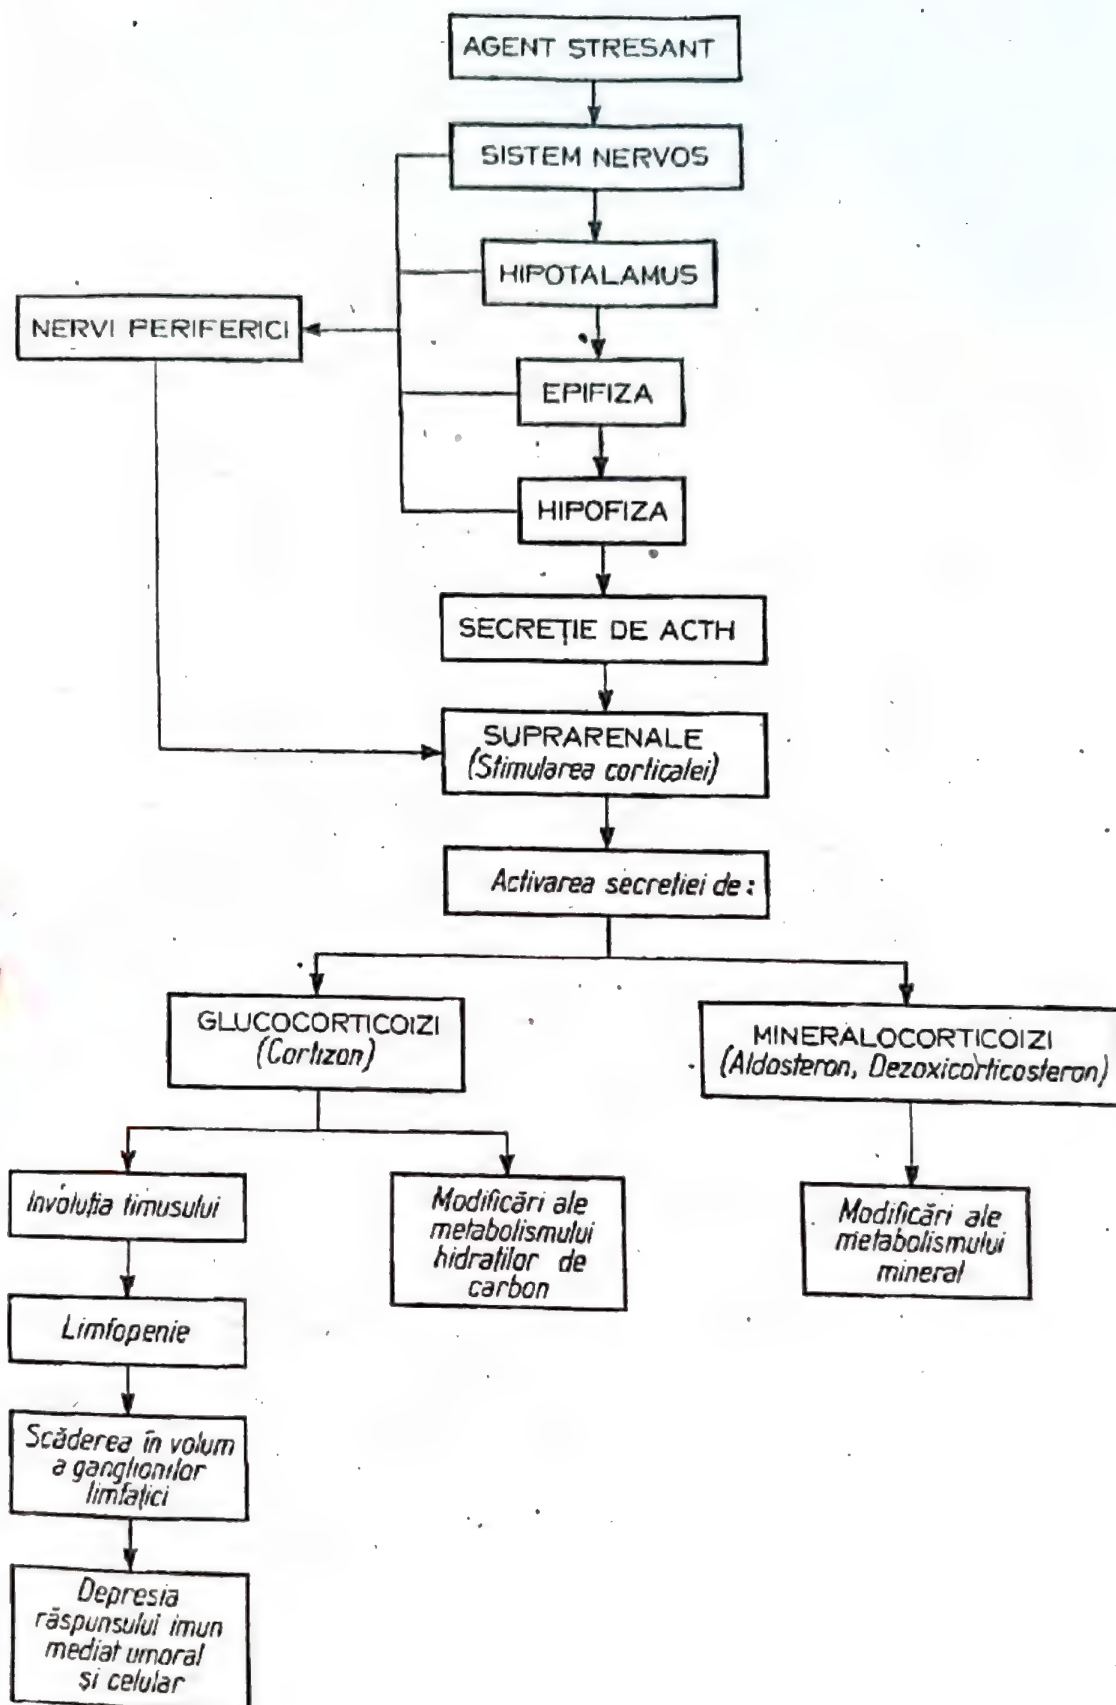 AGENT STRESANT
SISTEM NERVOS
HIPOTALAMUS
NERVI PERIFERICI
EPIFIZA
HIPOFIZA
SECREȚIE DE ACTH
SUPRARENALE
(Stimularea corticalei)
Activarea secretiei de:
GLUCOCORTICOIZI
(Cortizon)
MINERALOCORTICOIZI
(Aldosteron, Dezoxicorticosteron)
Involuția timusului
Modificări ale
metabolismului
hidraților de
carbon
Modificări ale
metabolismului
mineral
Limfopenie
Scăderea în volum
a ganglionilor
limfatici
Depresia
răspunsului imun
mediat umoral
și celular